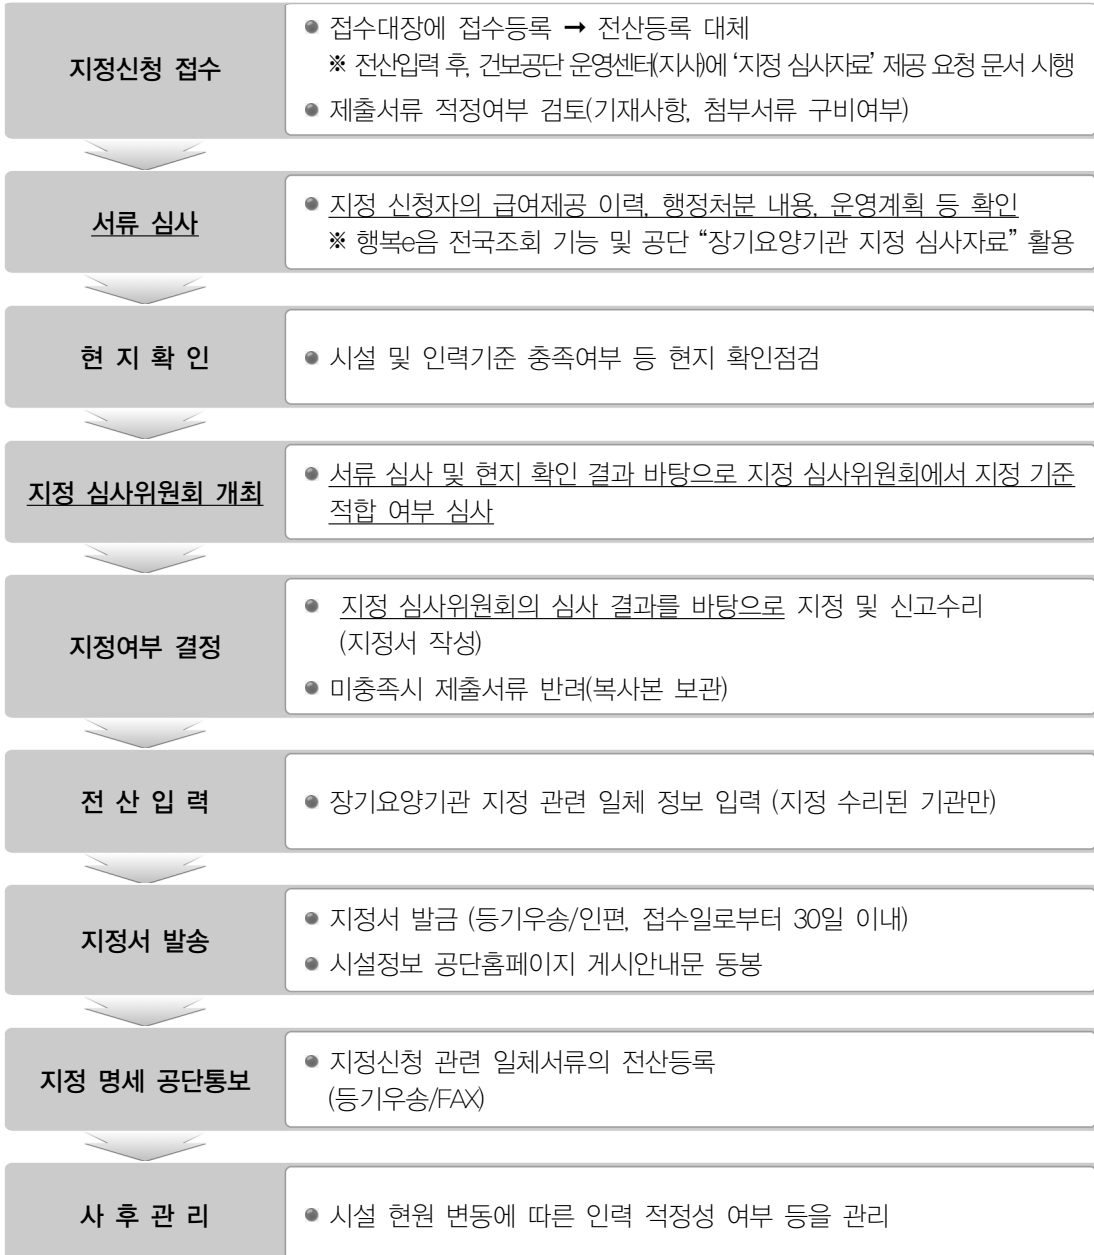 지정신청 접수
● 접수대장에 접수등록 → 전산등록 대체
※ 전산입력 후, 건보공단 운영센터(지사)에 ‘지정 심사자료’ 제공 요청 문서 시행
● 제출서류 적정여부 검토(기재사항, 첨부서류 구비여부)
서류 심사
● 지정 신청자의 급여제공 이력, 행정처분 내용, 운영계획 등 확인
※ 행복e음 전국조회 기능 및 공단 “장기요양기관 지정 심사자료” 활용
현 지 확 인
● 시설 및 인력기준 충족여부 등 현지 확인점검
지정 심사위원회 개최
● 서류 심사 및 현지 확인 결과 바탕으로 지정 심사위원회에서 지정 기준
적합 여부 심사
지정여부 결정
● 지정 심사위원회의 심사 결과를 바탕으로 지정 및 신고수리
(지정서 작성)
● 미충족시 제출서류 반려(복사본 보관)
전 산 입 력
● 장기요양기관 지정 관련 일체 정보 입력 (지정 수리된 기관만)
지정서 발송
● 지정서 발금 (등기우송/인편, 접수일로부터 30일 이내)
● 시설정보 공단홈페이지 게시안내문 동봉
지정 명세 공단통보
● 지정신청 관련 일체서류의 전산등록
(등기우송/FAX)
사 후 관 리
● 시설 현원 변동에 따른 인력 적정성 여부 등을 관리